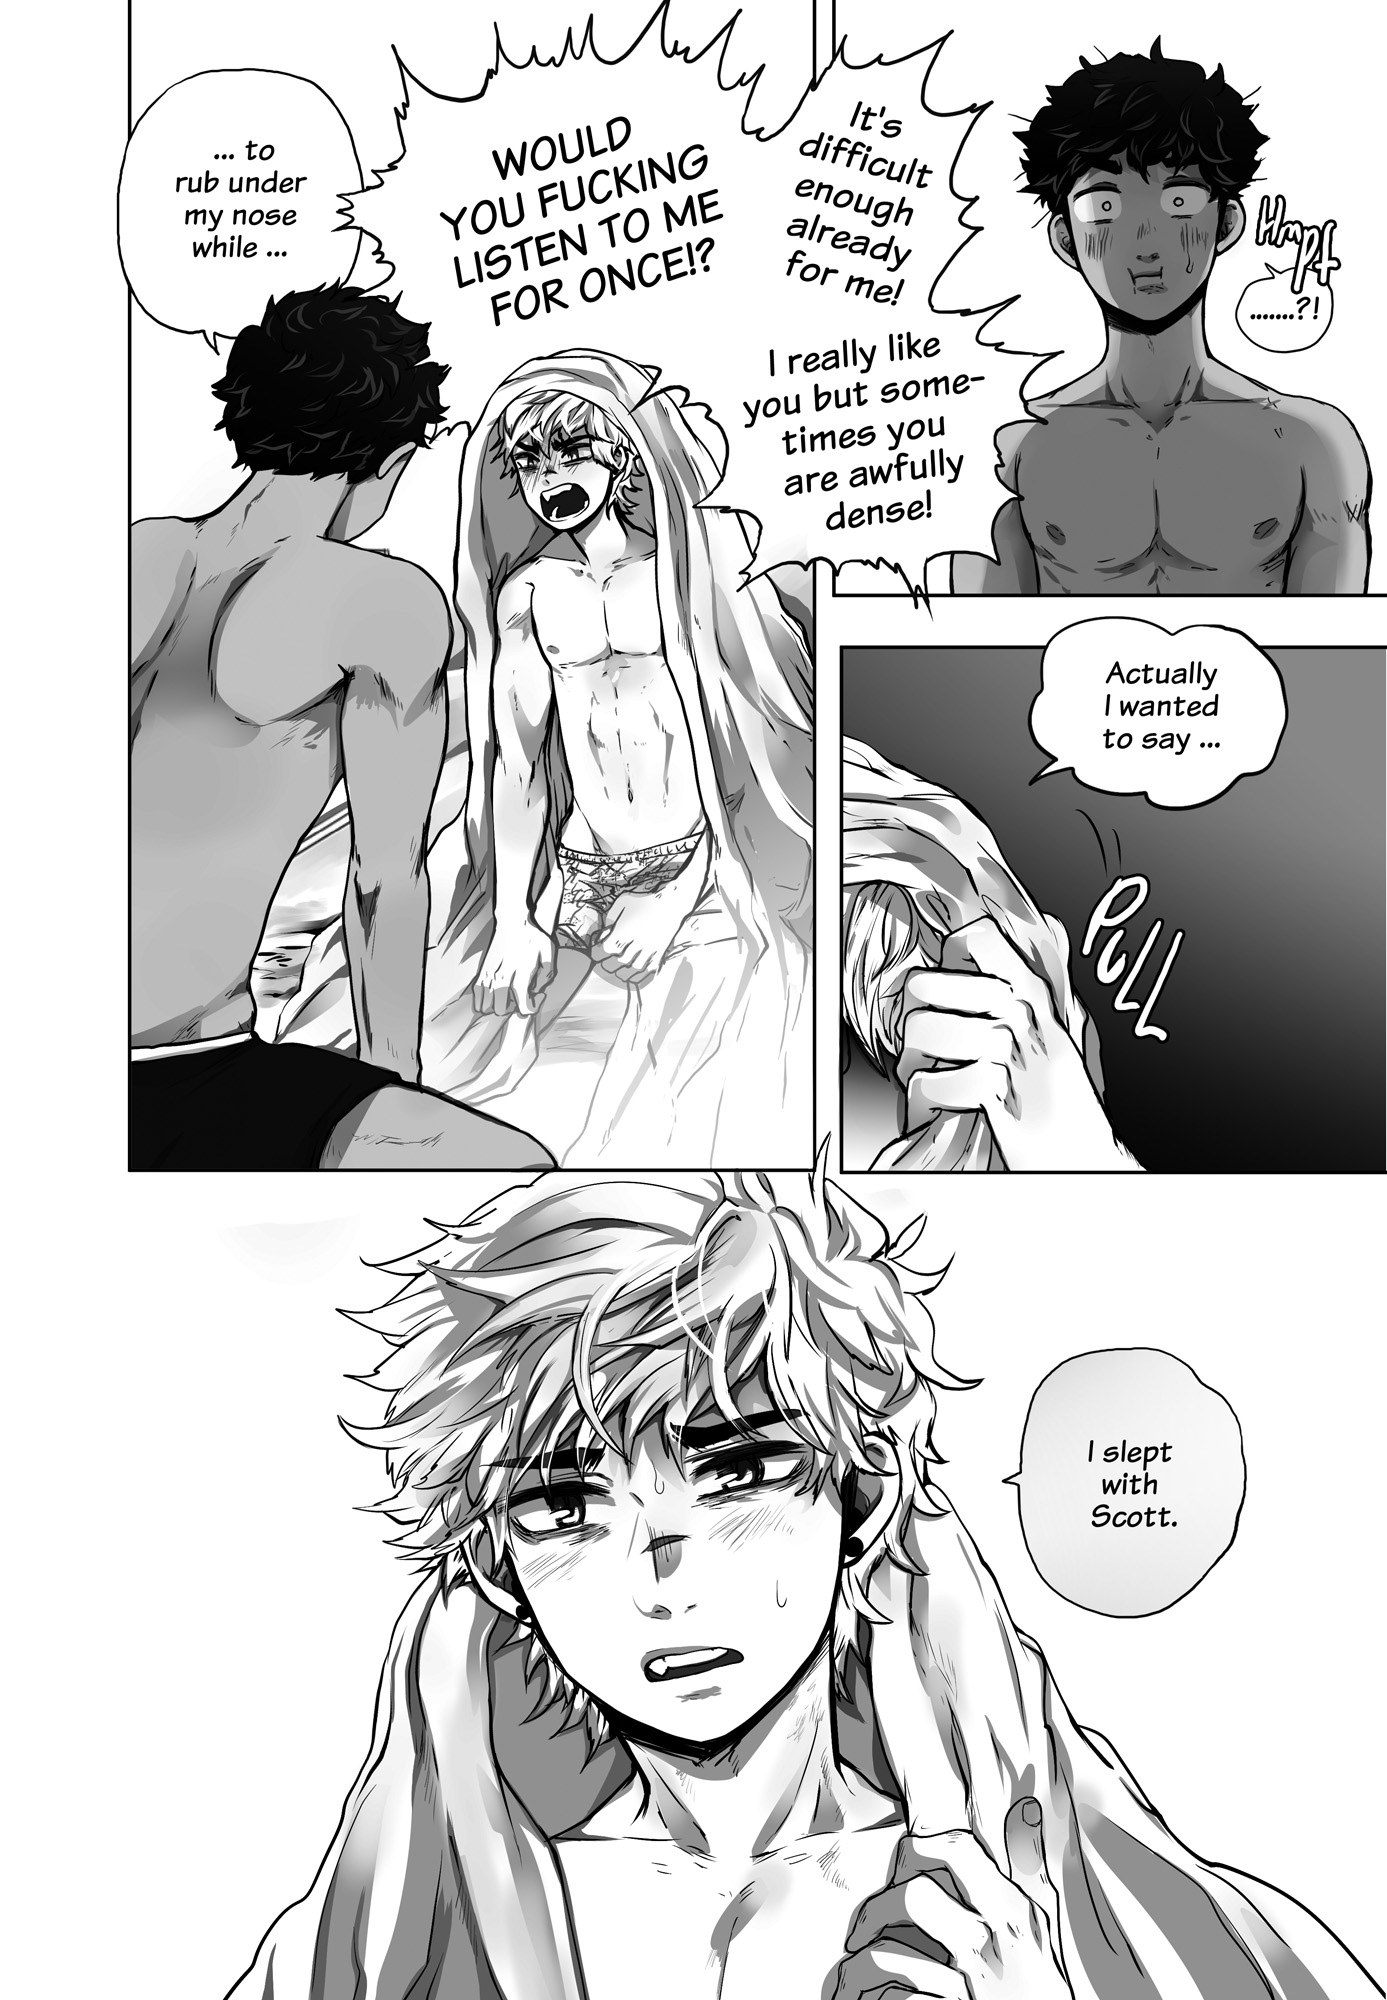 ... to
rub under
my nose
while ...
WOULD
YOU FUCKING
LISTEN TO ME
FOR ONCE!?
It's
difficult
enough
already
for me!
I really like
you but some-
times you
are awfully
dense!
Hmpf
.......?!
Actually
I wanted
to say ...
PULL
I slept
with
Scott.